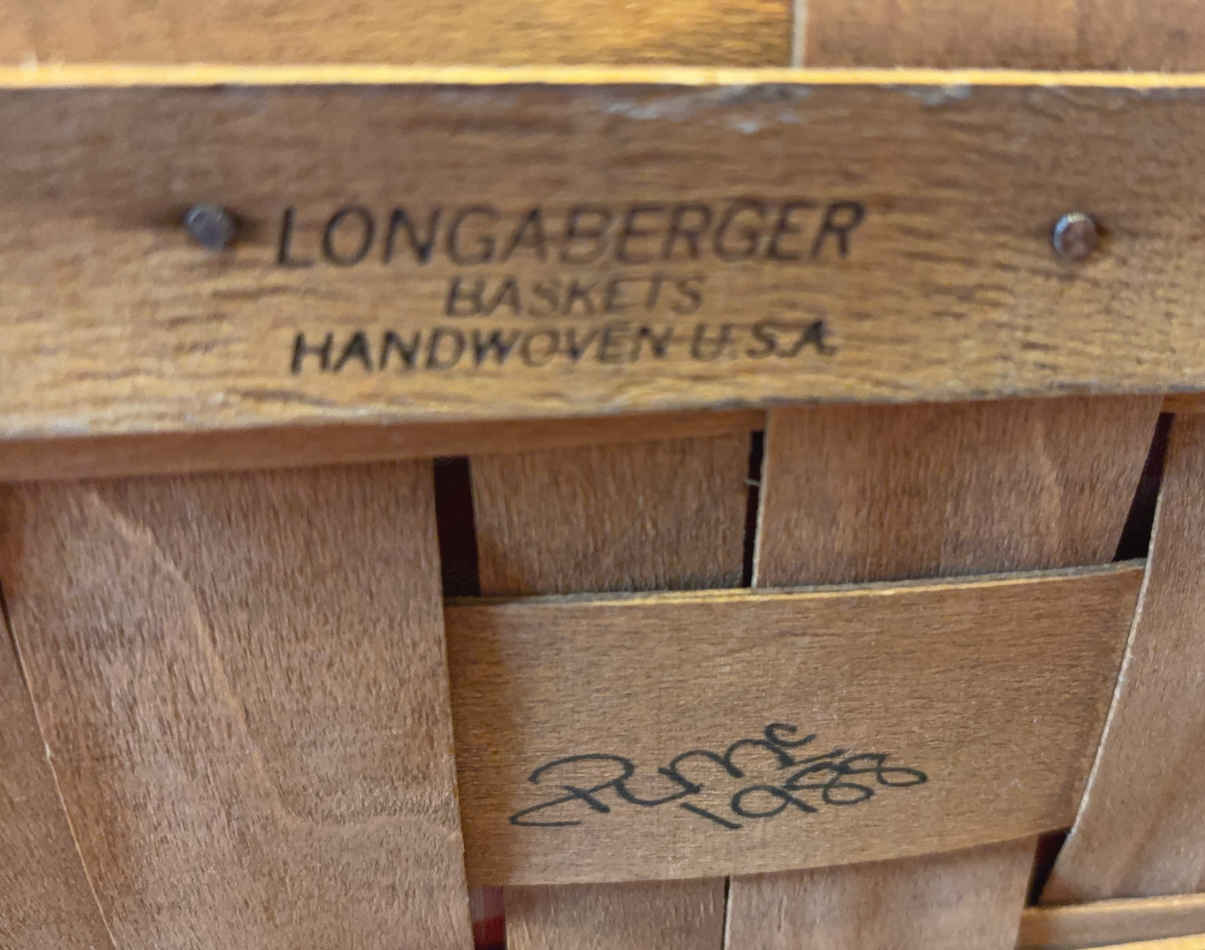 LONGABERGER
BASKETS
HANDWOVEN U.S.A.
1988